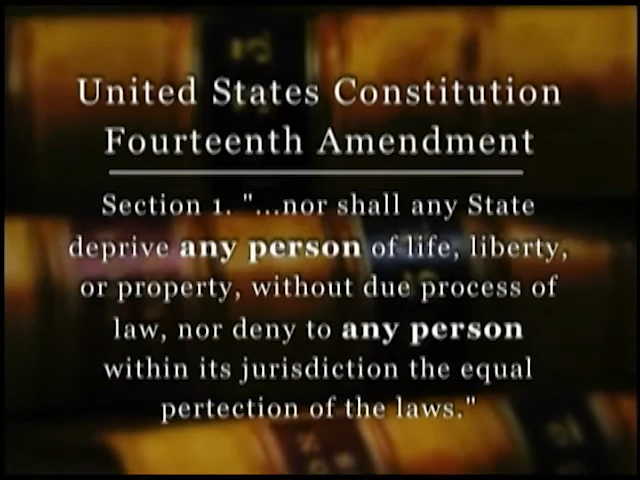 United States Constitution
Fourteenth Amendment
Section 1. "...nor shall any State
deprive any person of life, liberty,
or property, without due process of
law, nor deny to any person
within its jurisdiction the equal
pertection of the laws."